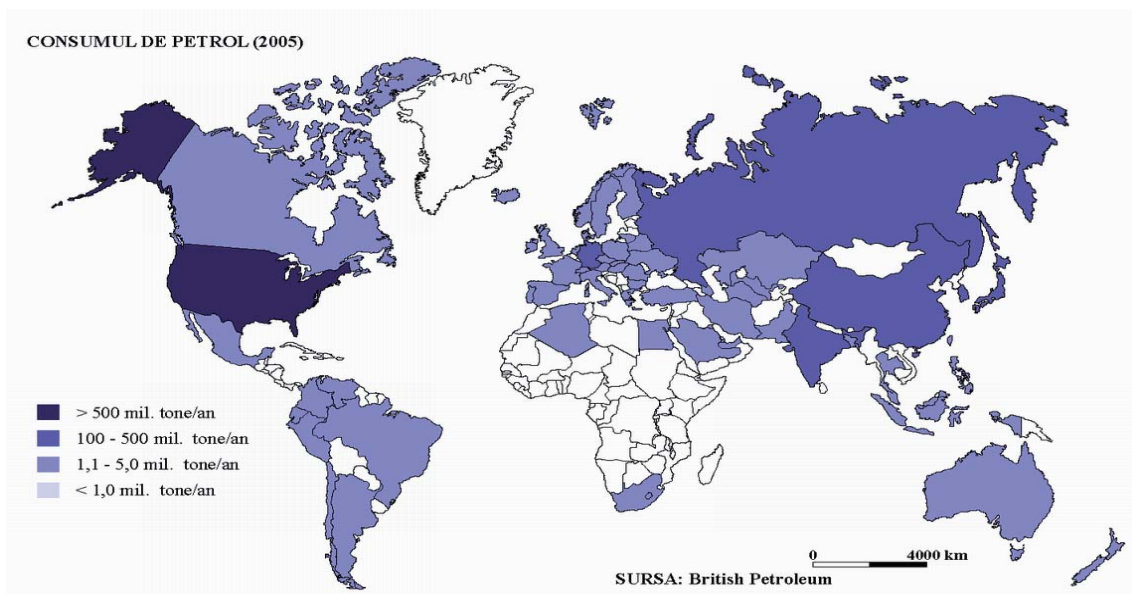 CONSUMUL DE PETROL (2005)
> 500 mil. tone/an
100 - 500 mil. tone/an
1,1 - 5,0 mil. tone/an
< 1,0 mil. tone/an
0 4000 km
SURSA: British Petroleum